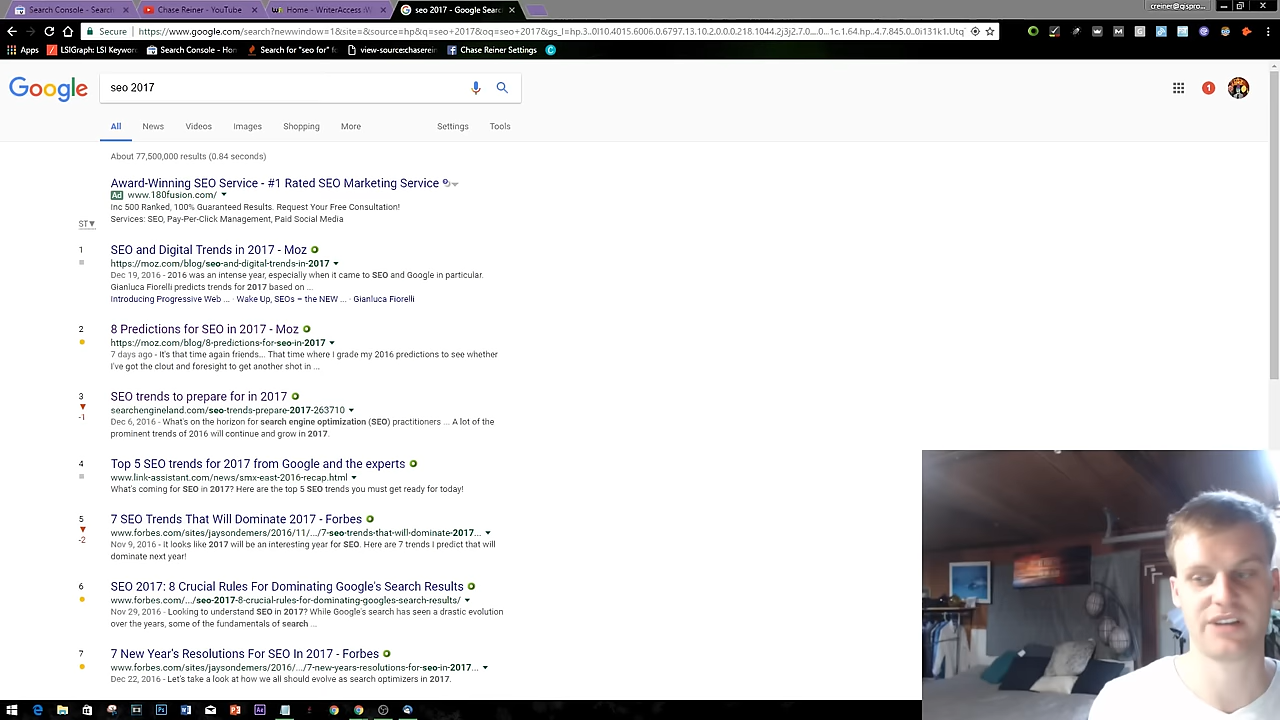 Search Console - Search
Chase Reiner - YouTube
Home - WriterAccess
seo 2017 - Google Sear
Secure
https://www.google.com/search?newwindow=1&site=&source=hp&q=seo+2017&oq=seo+2017&gs_l=hp.3..0l10.4015.6006.0.6797.13.10.2.0.0.0.218.1044.2j3j2.7.0....0...1c.1.64.hp..4.7.845.0..0i131k1.Utq
Apps
LSIGraph: LSI Keywor
Search Console - Hom
Search for "seo for" fo
view-source:chaserein
Chase Reiner Settings
Google
seo 2017
1
All News Videos Images Shopping More Settings Tools
About 77,500,000 results (0.84 seconds)
Award-Winning SEO Service - #1 Rated SEO Marketing Service
Ad www.180fusion.com/
Inc 500 Ranked, 100% Guaranteed Results. Request Your Free Consultation!
Services: SEO, Pay-Per-Click Management, Paid Social Media
ST▼
1
SEO and Digital Trends in 2017 - Moz
https://moz.com/blog/seo-and-digital-trends-in-2017
Dec 19, 2016 - 2016 was an intense year, especially when it came to SEO and Google in particular.
Gianluca Fiorelli predicts trends for 2017 based on ...
Introducing Progressive Web ... · Wake Up, SEOs – the NEW ... · Gianluca Fiorelli
2
8 Predictions for SEO in 2017 - Moz
https://moz.com/blog/8-predictions-for-seo-in-2017
7 days ago - It's that time again friends... That time where I grade my 2016 predictions to see whether
I've got the clout and foresight to get another shot in ...
3
SEO trends to prepare for in 2017
-1
searchengineland.com/seo-trends-prepare-2017-263710
Dec 6, 2016 - What's on the horizon for search engine optimization (SEO) practitioners ... A lot of the
prominent trends of 2016 will continue and grow in 2017.
4
Top 5 SEO trends for 2017 from Google and the experts
www.link-assistant.com/news/smx-east-2016-recap.html
What's coming for SEO in 2017? Here are the top 5 SEO trends you must get ready for today!
5
7 SEO Trends That Will Dominate 2017 - Forbes
-2
www.forbes.com/sites/jaysondemers/2016/11/.../7-seo-trends-that-will-dominate-2017...
Nov 9, 2016 - It looks like 2017 will be an interesting year for SEO. Here are 7 trends I predict that will
dominate next year!
6
SEO 2017: 8 Crucial Rules For Dominating Google's Search Results
www.forbes.com/.../seo-2017-8-crucial-rules-for-dominating-googles-search-results/
Nov 29, 2016 - Looking to understand SEO in 2017? While Google's search has seen a drastic evolution
over the years, some of the fundamentals of search ...
7
7 New Year's Resolutions For SEO In 2017 - Forbes
www.forbes.com/sites/jaysondemers/2016/.../7-new-years-resolutions-for-seo-in-2017...
Dec 22, 2016 - Let's take a look at how we all should evolve as search optimizers in 2017.